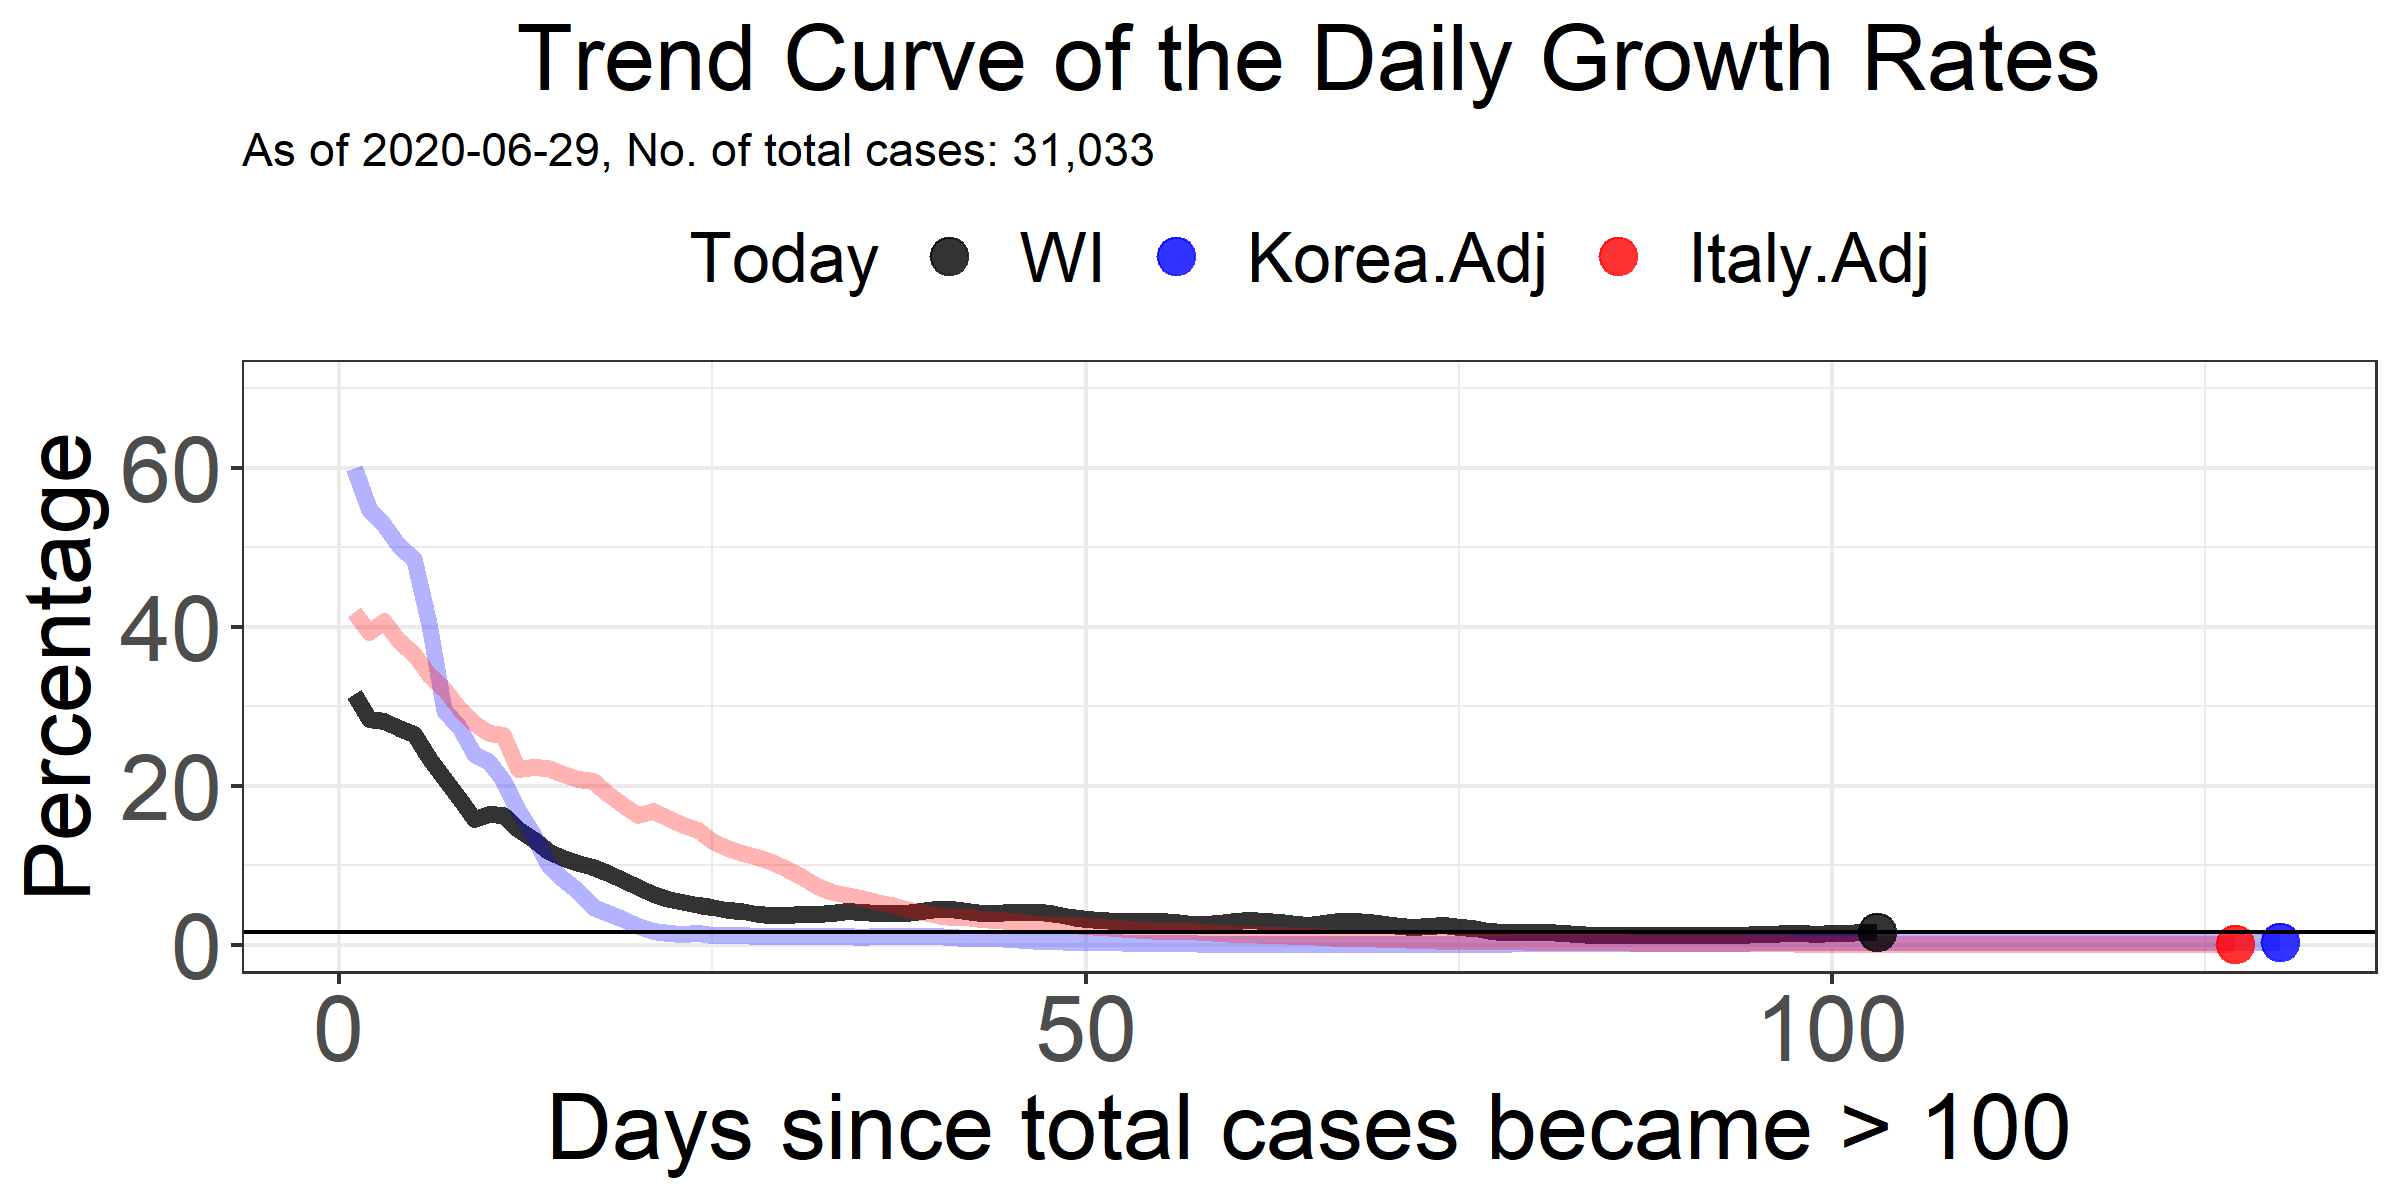 Trend Curve of the Daily Growth Rates
As of 2020-06-29, No. of total cases: 31,033
Today WI Korea.Adj Italy.Adj
Percentage
60
40
20
0
0 50 100
Days since total cases became > 100